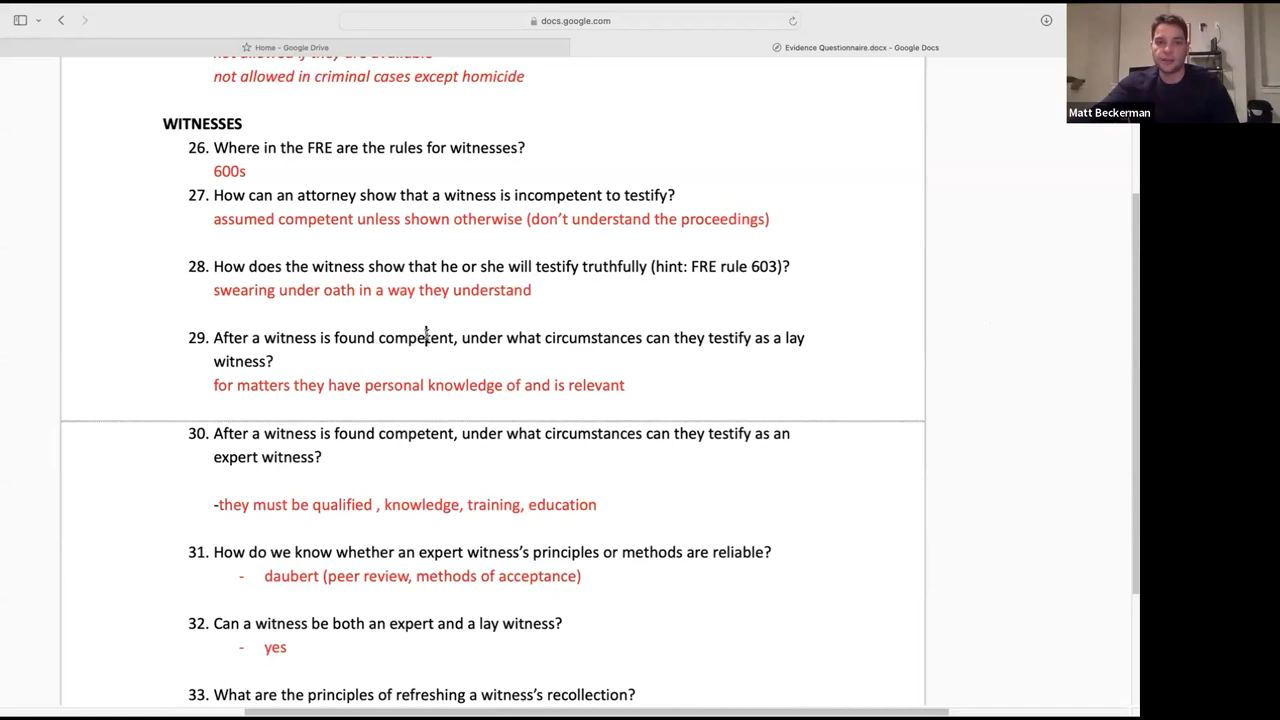 docs.google.com
Home - Google Drive
Evidence Questionnaire.docx - Google Docs
Matt Beckerman
not allowed if they are available
not allowed in criminal cases except homicide
WITNESSES
26. Where in the FRE are the rules for witnesses?
600s
27. How can an attorney show that a witness is incompetent to testify?
assumed competent unless shown otherwise (don’t understand the proceedings)
28. How does the witness show that he or she will testify truthfully (hint: FRE rule 603)?
swearing under oath in a way they understand
29. After a witness is found competent, under what circumstances can they testify as a lay
witness?
for matters they have personal knowledge of and is relevant
30. After a witness is found competent, under what circumstances can they testify as an
expert witness?
-they must be qualified , knowledge, training, education
31. How do we know whether an expert witness’s principles or methods are reliable?
- daubert (peer review, methods of acceptance)
32. Can a witness be both an expert and a lay witness?
- yes
33. What are the principles of refreshing a witness’s recollection?